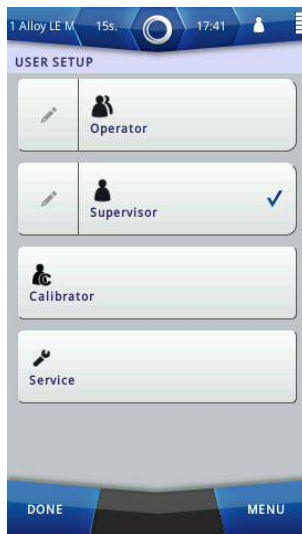 1 Alloy LE M 15s. 17:41
USER SETUP
Operator
Supervisor
Calibrator
Service
DONE MENU